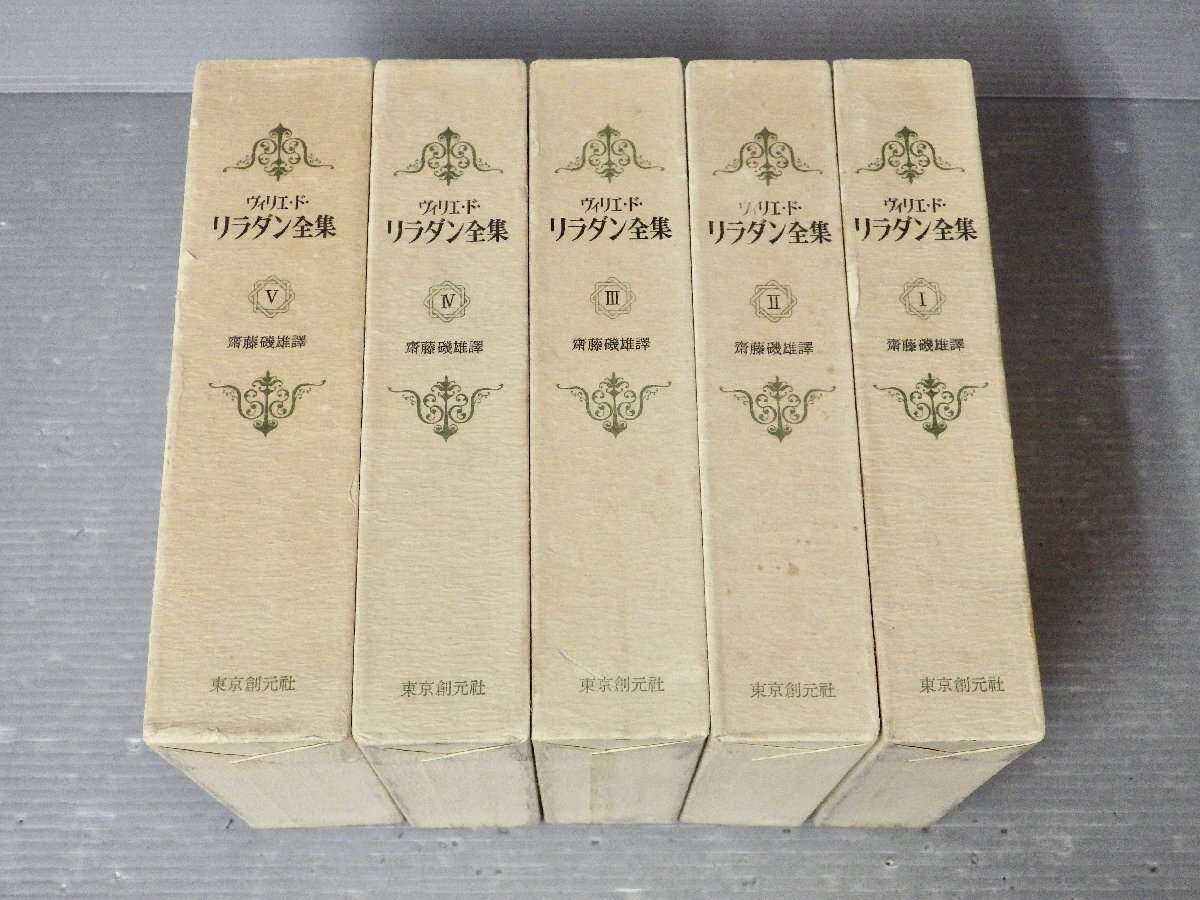 ヴィリエ・ド・
リラダン全集
V
齋藤磯雄譯
東京創元社
ヴィリエ・ド・
リラダン全集
Ⅳ
齋藤磯雄譯
東京創元社
ヴィリエ・ド・
リラダン全集
Ⅲ
齋藤磯雄譯
東京創元社
ヴィリエ・ド・
リラダン全集
Ⅱ
齋藤磯雄譯
東京創元社
ヴィリエ・ド・
リラダン全集
I
齋藤磯雄譯
東京創元社